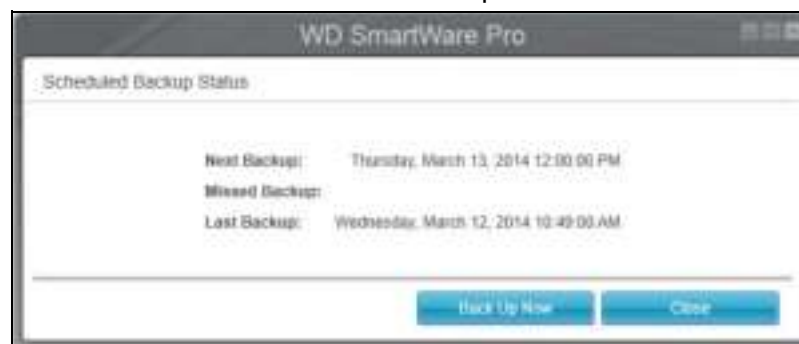 WD SmartWare Pro
Scheduled Backup Status
Next Backup: Thursday, March 13, 2014 12:00:00 PM
Missed Backup:
Last Backup: Wednesday, March 12, 2014 10:49:00 AM
Back Up Now Close